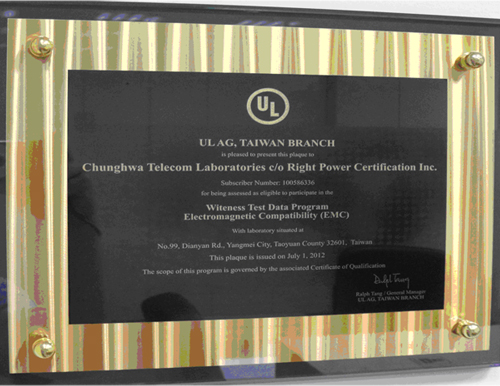 UL
UL AG, TAIWAN BRANCH
is pleased to present this plaque to
Chunghwa Telecom Laboratories c/o Right Power Certification Inc.
Subscriber Number: 100586336
for being assessed as eligible to participate in the
Witeness Test Data Program
Electromagnetic Compatibility (EMC)
With laboratory situated at
No.99, Dianyan Rd., Yangmei City, Taoyuan County 32601, Taiwan
This plaque is issued on July 1, 2012
The scope of this program is governed by the associated Certificate of Qualification
Ralph Tang / General Manager
UL AG, TAIWAN BRANCH